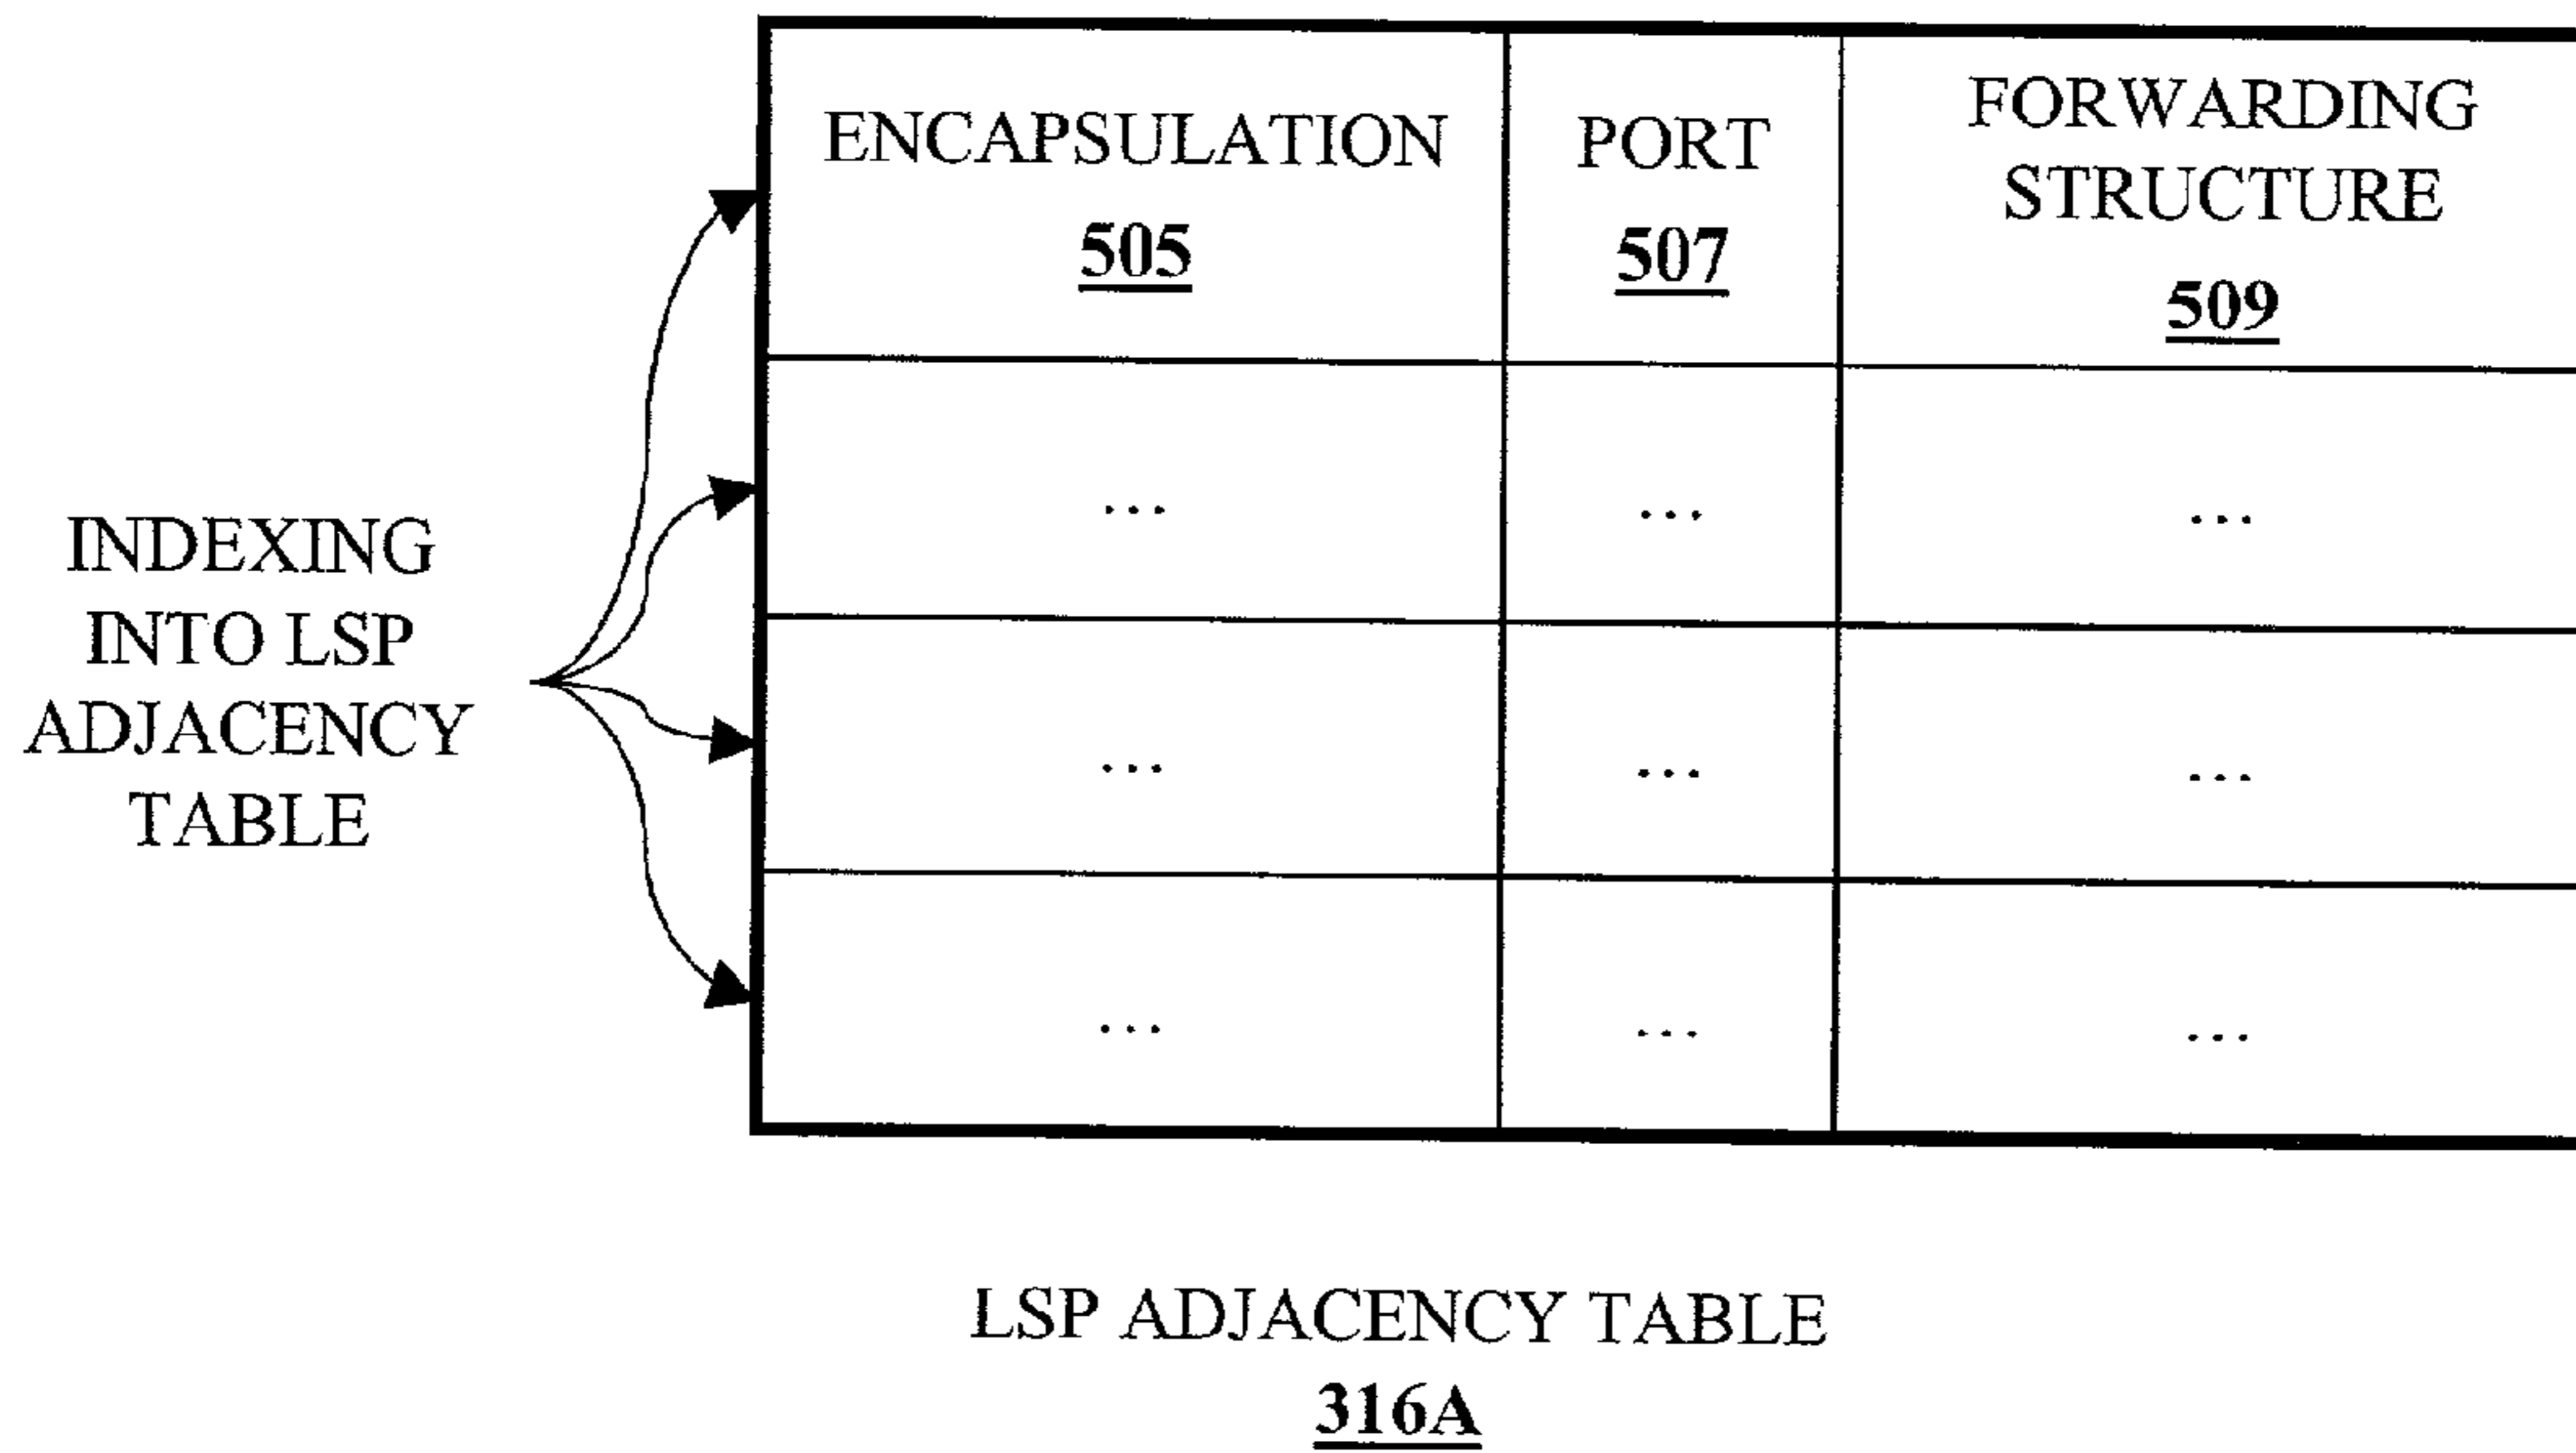 ENCAPSULATION
505
PORT
507
FORWARDING
STRUCTURE
509
... ... ...
... ... ...
... ... ...
INDEXING
INTO LSP
ADJACENCY
TABLE
LSP ADJACENCY TABLE
316A